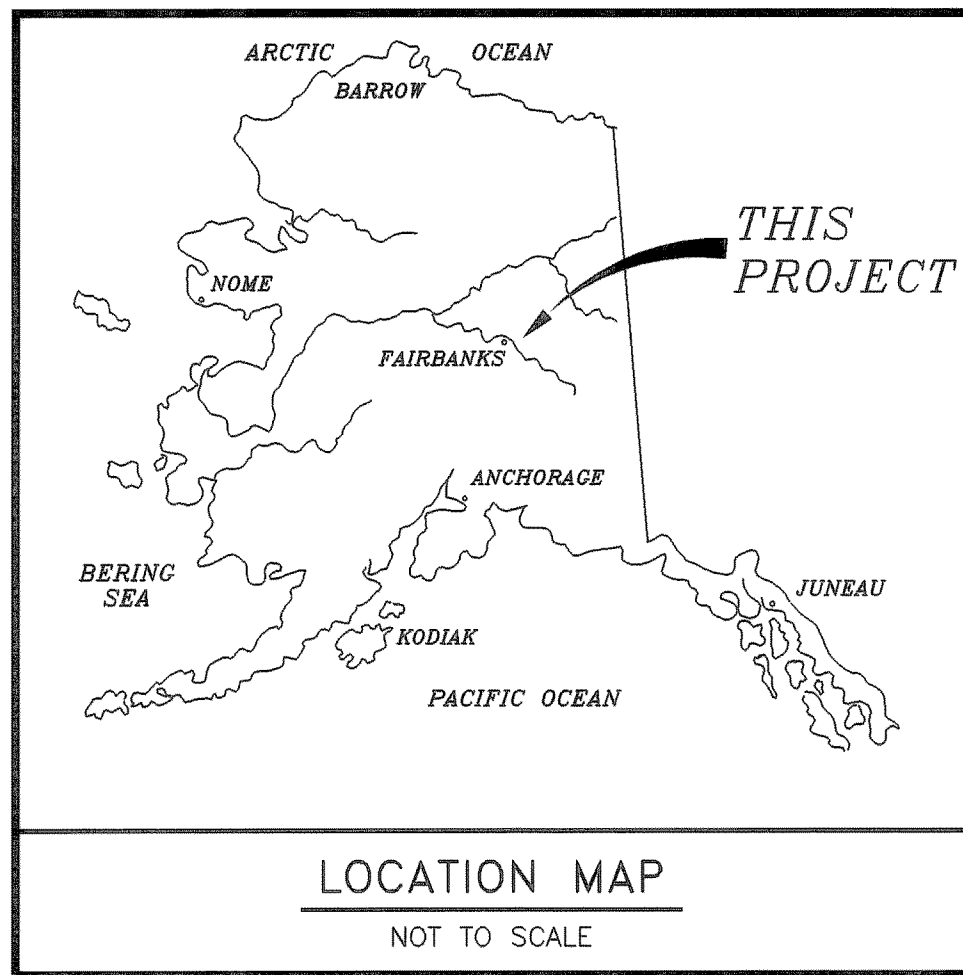 ARCTIC OCEAN
BARROW
THIS
PROJECT
NOME
FAIRBANKS
ANCHORAGE
BERING
SEA
JUNEAU
KODIAK
PACIFIC OCEAN
LOCATION MAP
NOT TO SCALE